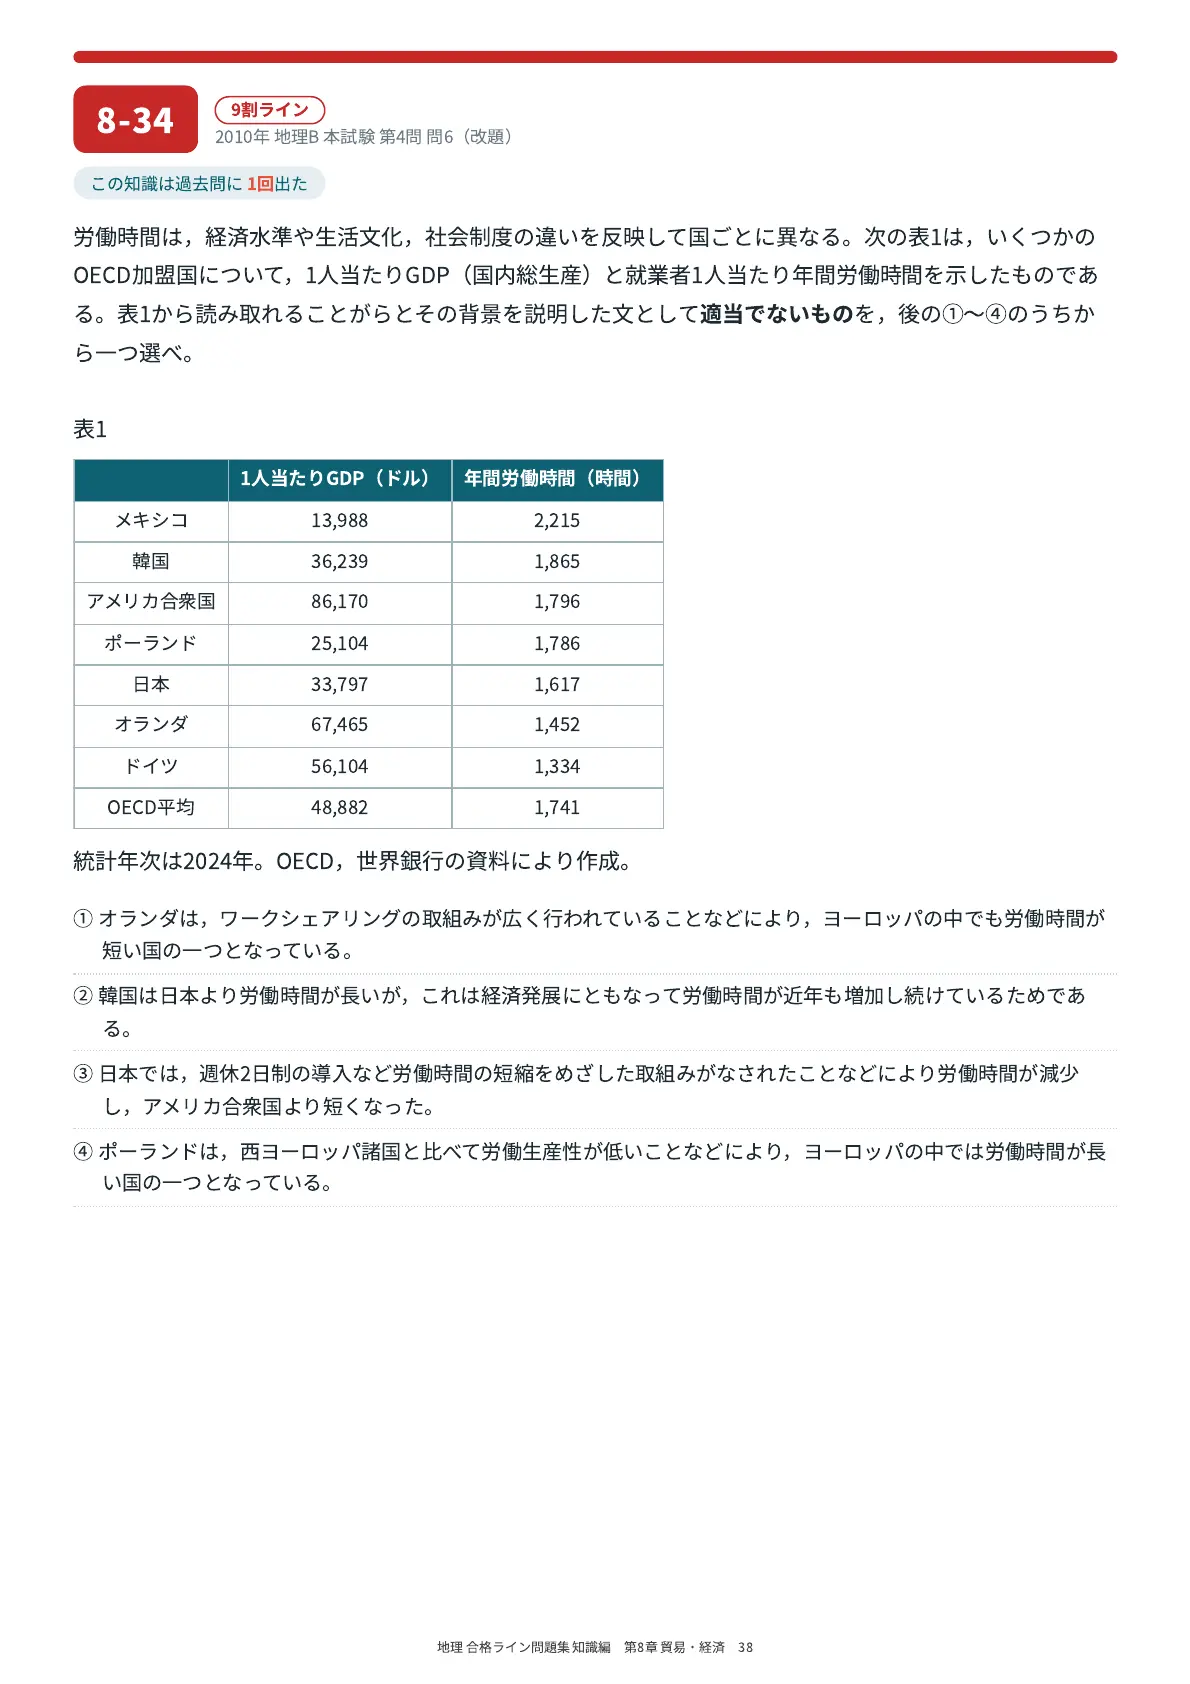 8-34
9割ライン
2010年 地理B 本試験 第4問 問6（改題）
この知識は過去問に 1回出た
労働時間は，経済水準や生活文化，社会制度の違いを反映して国ごとに異なる。次の表1は，いくつかの
OECD加盟国について，1人当たりGDP（国内総生産）と就業者1人当たり年間労働時間を示したものであ
る。表1から読み取れることがらとその背景を説明した文として適当でないものを，後の①～④のうちか
ら一つ選べ。
表1
1人当たりGDP（ドル） 年間労働時間（時間）
メキシコ 13,988 2,215
韓国 36,239 1,865
アメリカ合衆国 86,170 1,796
ポーランド 25,104 1,786
日本 33,797 1,617
オランダ 67,465 1,452
ドイツ 56,104 1,334
OECD平均 48,882 1,741
統計年次は2024年。OECD，世界銀行の資料により作成。
① オランダは，ワークシェアリングの取組みが広く行われていることなどにより，ヨーロッパの中でも労働時間が
短い国の一つとなっている。
② 韓国は日本より労働時間が長いが，これは経済発展にともなって労働時間が近年も増加し続けているためであ
る。
③ 日本では，週休2日制の導入など労働時間の短縮をめざした取組みがなされたことなどにより労働時間が減少
し，アメリカ合衆国より短くなった。
④ ポーランドは，西ヨーロッパ諸国と比べて労働生産性が低いことなどにより，ヨーロッパの中では労働時間が長
い国の一つとなっている。
地理 合格ライン問題集 知識編 第8章 貿易・経済 38